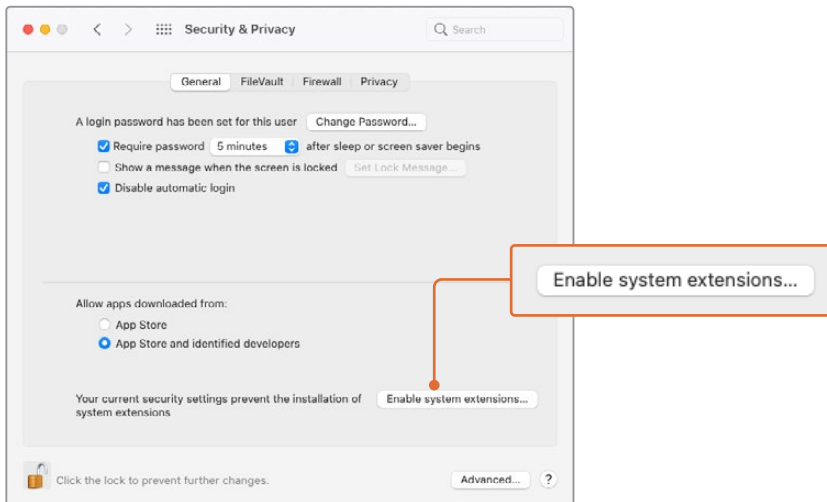 Security & Privacy
Search
General FileVault Firewall Privacy
A login password has been set for this user Change Password...
Require password 5 minutes after sleep or screen saver begins
Show a message when the screen is locked Set Lock Message...
Disable automatic login
Enable system extensions...
Allow apps downloaded from:
App Store
App Store and identified developers
Your current security settings prevent the installation of Enable system extensions...
system extensions
Click the lock to prevent further changes. Advanced... ?